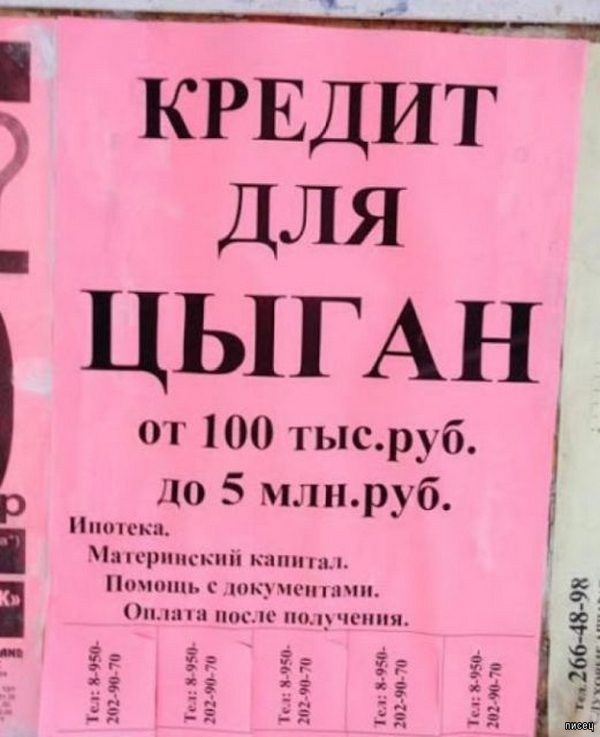 КРЕДИТ
ДЛЯ
ЦЫГАН
от 100 тыс.руб.
до 5 млн.руб.
Ипотека.
Материнский капитал.
Помощь с документами.
Оплата после получения.
Тел: 8-950-
202-90-70
Тел: 8-950-
202-90-70
Тел: 8-950-
202-90-70
Тел: 8-950-
202-90-70
Тел: 8-950-
202-90-70
Тел.266-48-98
р
К»
писец